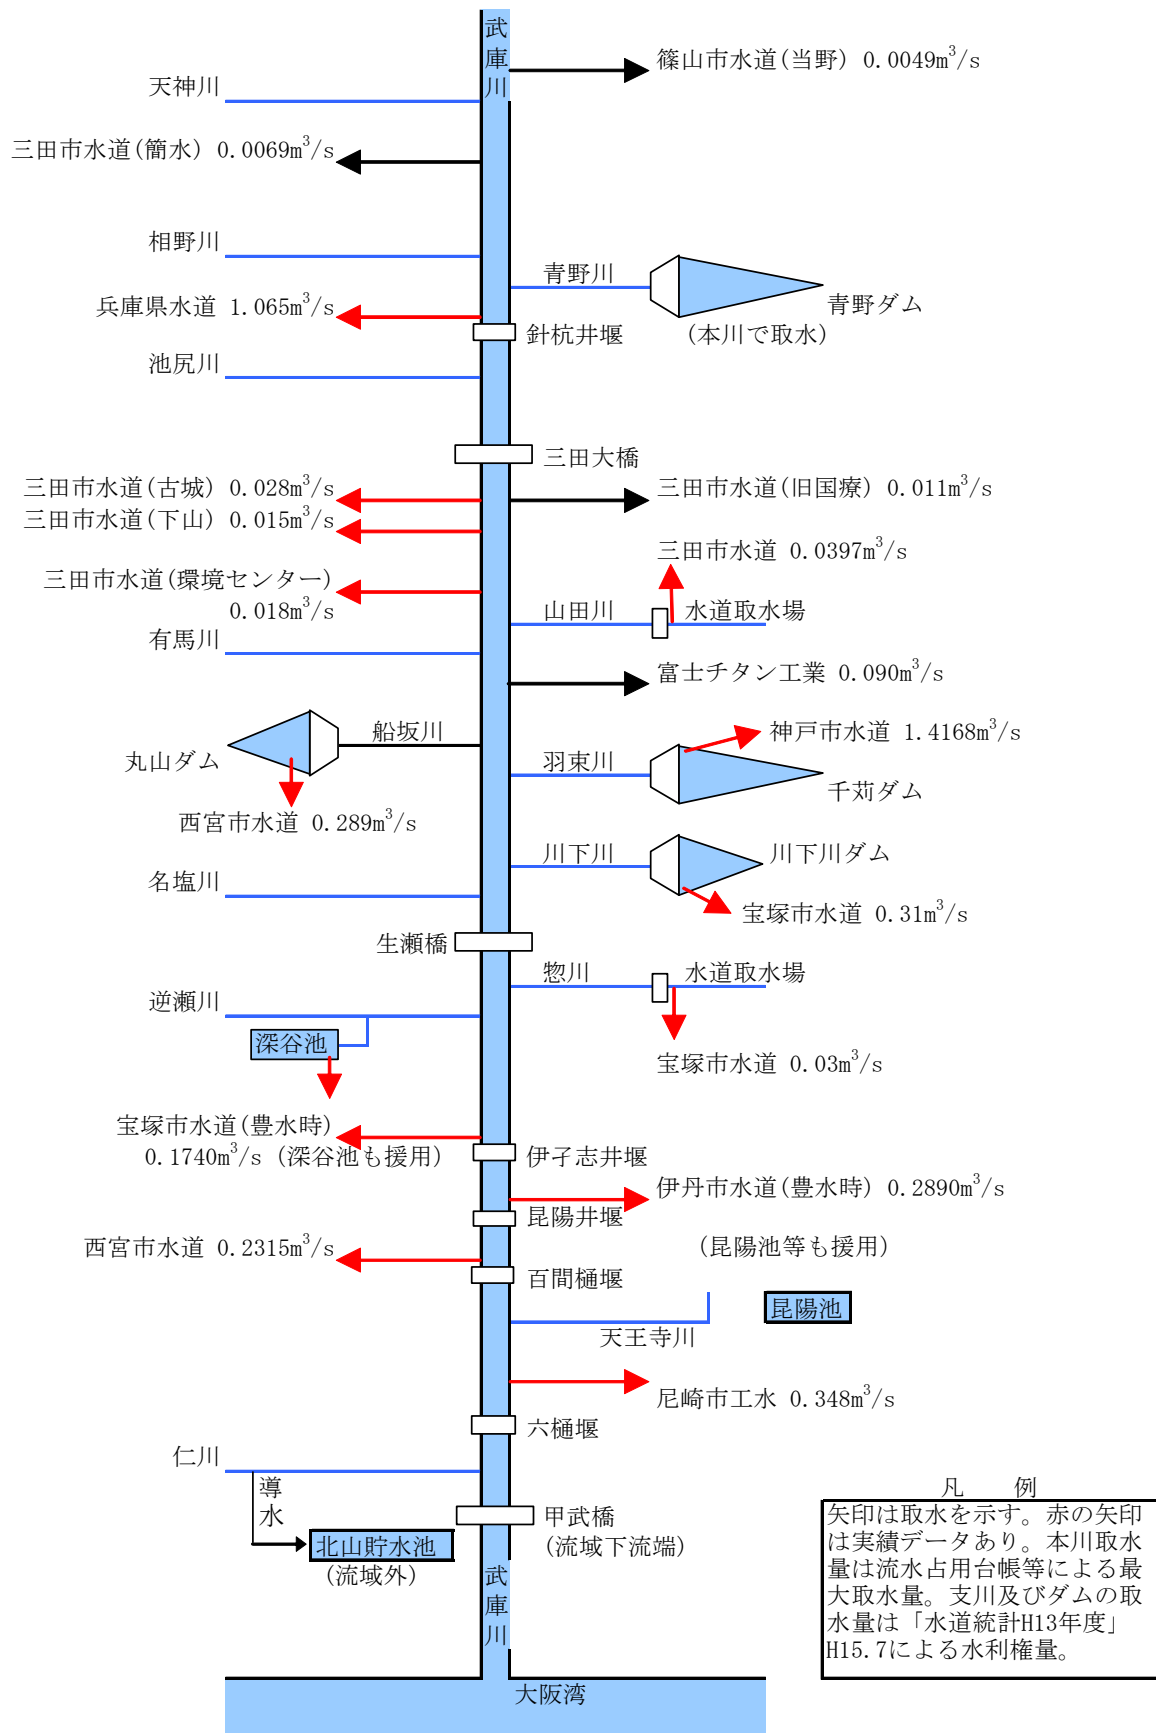 武庫川
篠山市水道(当野) 0.0049m³/s
天神川
三田市水道(簡水) 0.0069m³/s
相野川
青野川
青野ダム
兵庫県水道 1.065m³/s
針杭井堰
(本川で取水)
池尻川
三田大橋
三田市水道(古城) 0.028m³/s
三田市水道(旧国療) 0.011m³/s
三田市水道(下山) 0.015m³/s
三田市水道 0.0397m³/s
三田市水道(環境センター)
0.018m³/s
山田川
水道取水場
有馬川
富士チタン工業 0.090m³/s
船坂川
神戸市水道 1.4168m³/s
丸山ダム
羽束川
千苅ダム
西宮市水道 0.289m³/s
川下川
川下川ダム
名塩川
宝塚市水道 0.31m³/s
生瀬橋
惣川
水道取水場
逆瀬川
深谷池
宝塚市水道 0.03m³/s
宝塚市水道(豊水時)
0.1740m³/s (深谷池も援用)
伊孑志井堰
伊丹市水道(豊水時) 0.2890m³/s
昆陽井堰
西宮市水道 0.2315m³/s
(昆陽池等も援用)
百間樋堰
昆陽池
天王寺川
尼崎市工水 0.348m³/s
六樋堰
仁川
導水
甲武橋
(流域下流端)
北山貯水池
(流域外)
武庫川
大阪湾
凡 例
矢印は取水を示す。赤の矢印
は実績データあり。本川取水
量は流水占用台帳等による最
大取水量。支川及びダムの取
水量は「水道統計H13年度」
H15.7による水利権量。